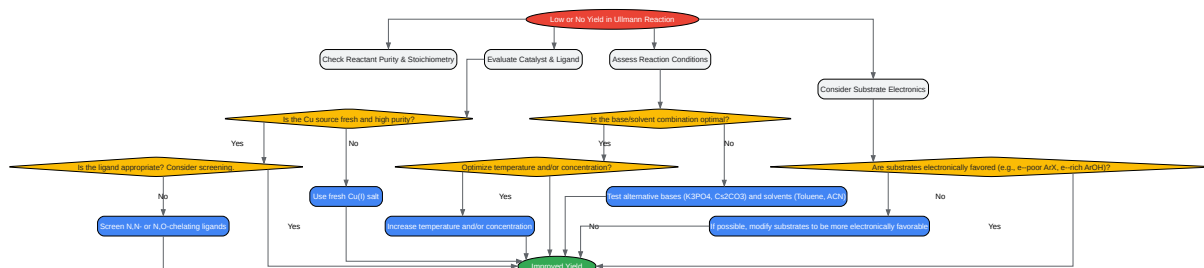 Low or No Yield in Ullmann Reaction
Check Reactant Purity & Stoichiometry
Evaluate Catalyst & Ligand
Assess Reaction Conditions
Consider Substrate Electronics
Is the Cu source fresh and high purity?
Is the base/solvent combination optimal?
Yes
No
Yes
No
Is the ligand appropriate? Consider screening.
Optimize temperature and/or concentration?
Are substrates electronically favored (e.g., e--poor ArX, e--rich ArOH)?
No
Use fresh Cu(I) salt
Yes
Test alternative bases (K3PO4, Cs2CO3) and solvents (Toluene, ACN)
No
Screen N,N- or N,O-chelating ligands
Yes
Increase temperature and/or concentration
No
If possible, modify substrates to be more electronically favorable
Yes
Improved Yield